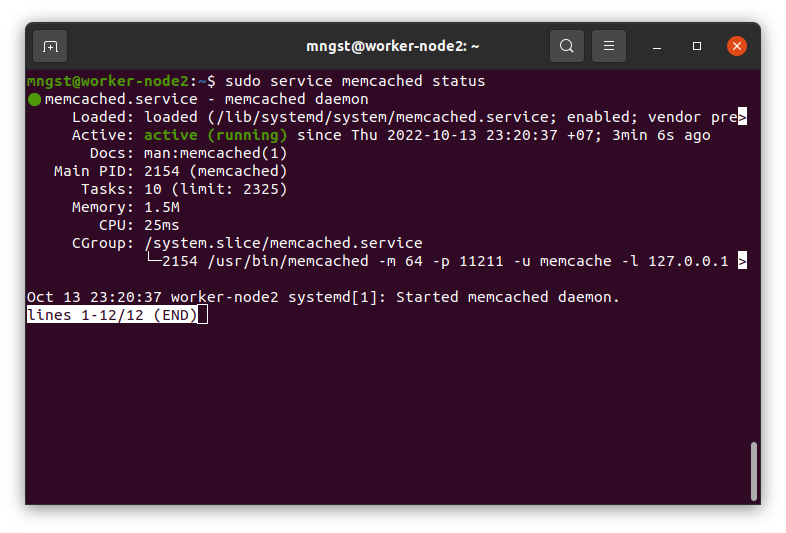 mngst@worker-node2: ~
mngst@worker-node2:~$ sudo service memcached status
● memcached.service - memcached daemon
     Loaded: loaded (/lib/systemd/system/memcached.service; enabled; vendor pre>
     Active: active (running) since Thu 2022-10-13 23:20:37 +07; 3min 6s ago
       Docs: man:memcached(1)
   Main PID: 2154 (memcached)
      Tasks: 10 (limit: 2325)
     Memory: 1.5M
        CPU: 25ms
     CGroup: /system.slice/memcached.service
             └─2154 /usr/bin/memcached -m 64 -p 11211 -u memcache -l 127.0.0.1 >
Oct 13 23:20:37 worker-node2 systemd[1]: Started memcached daemon.
lines 1-12/12 (END)